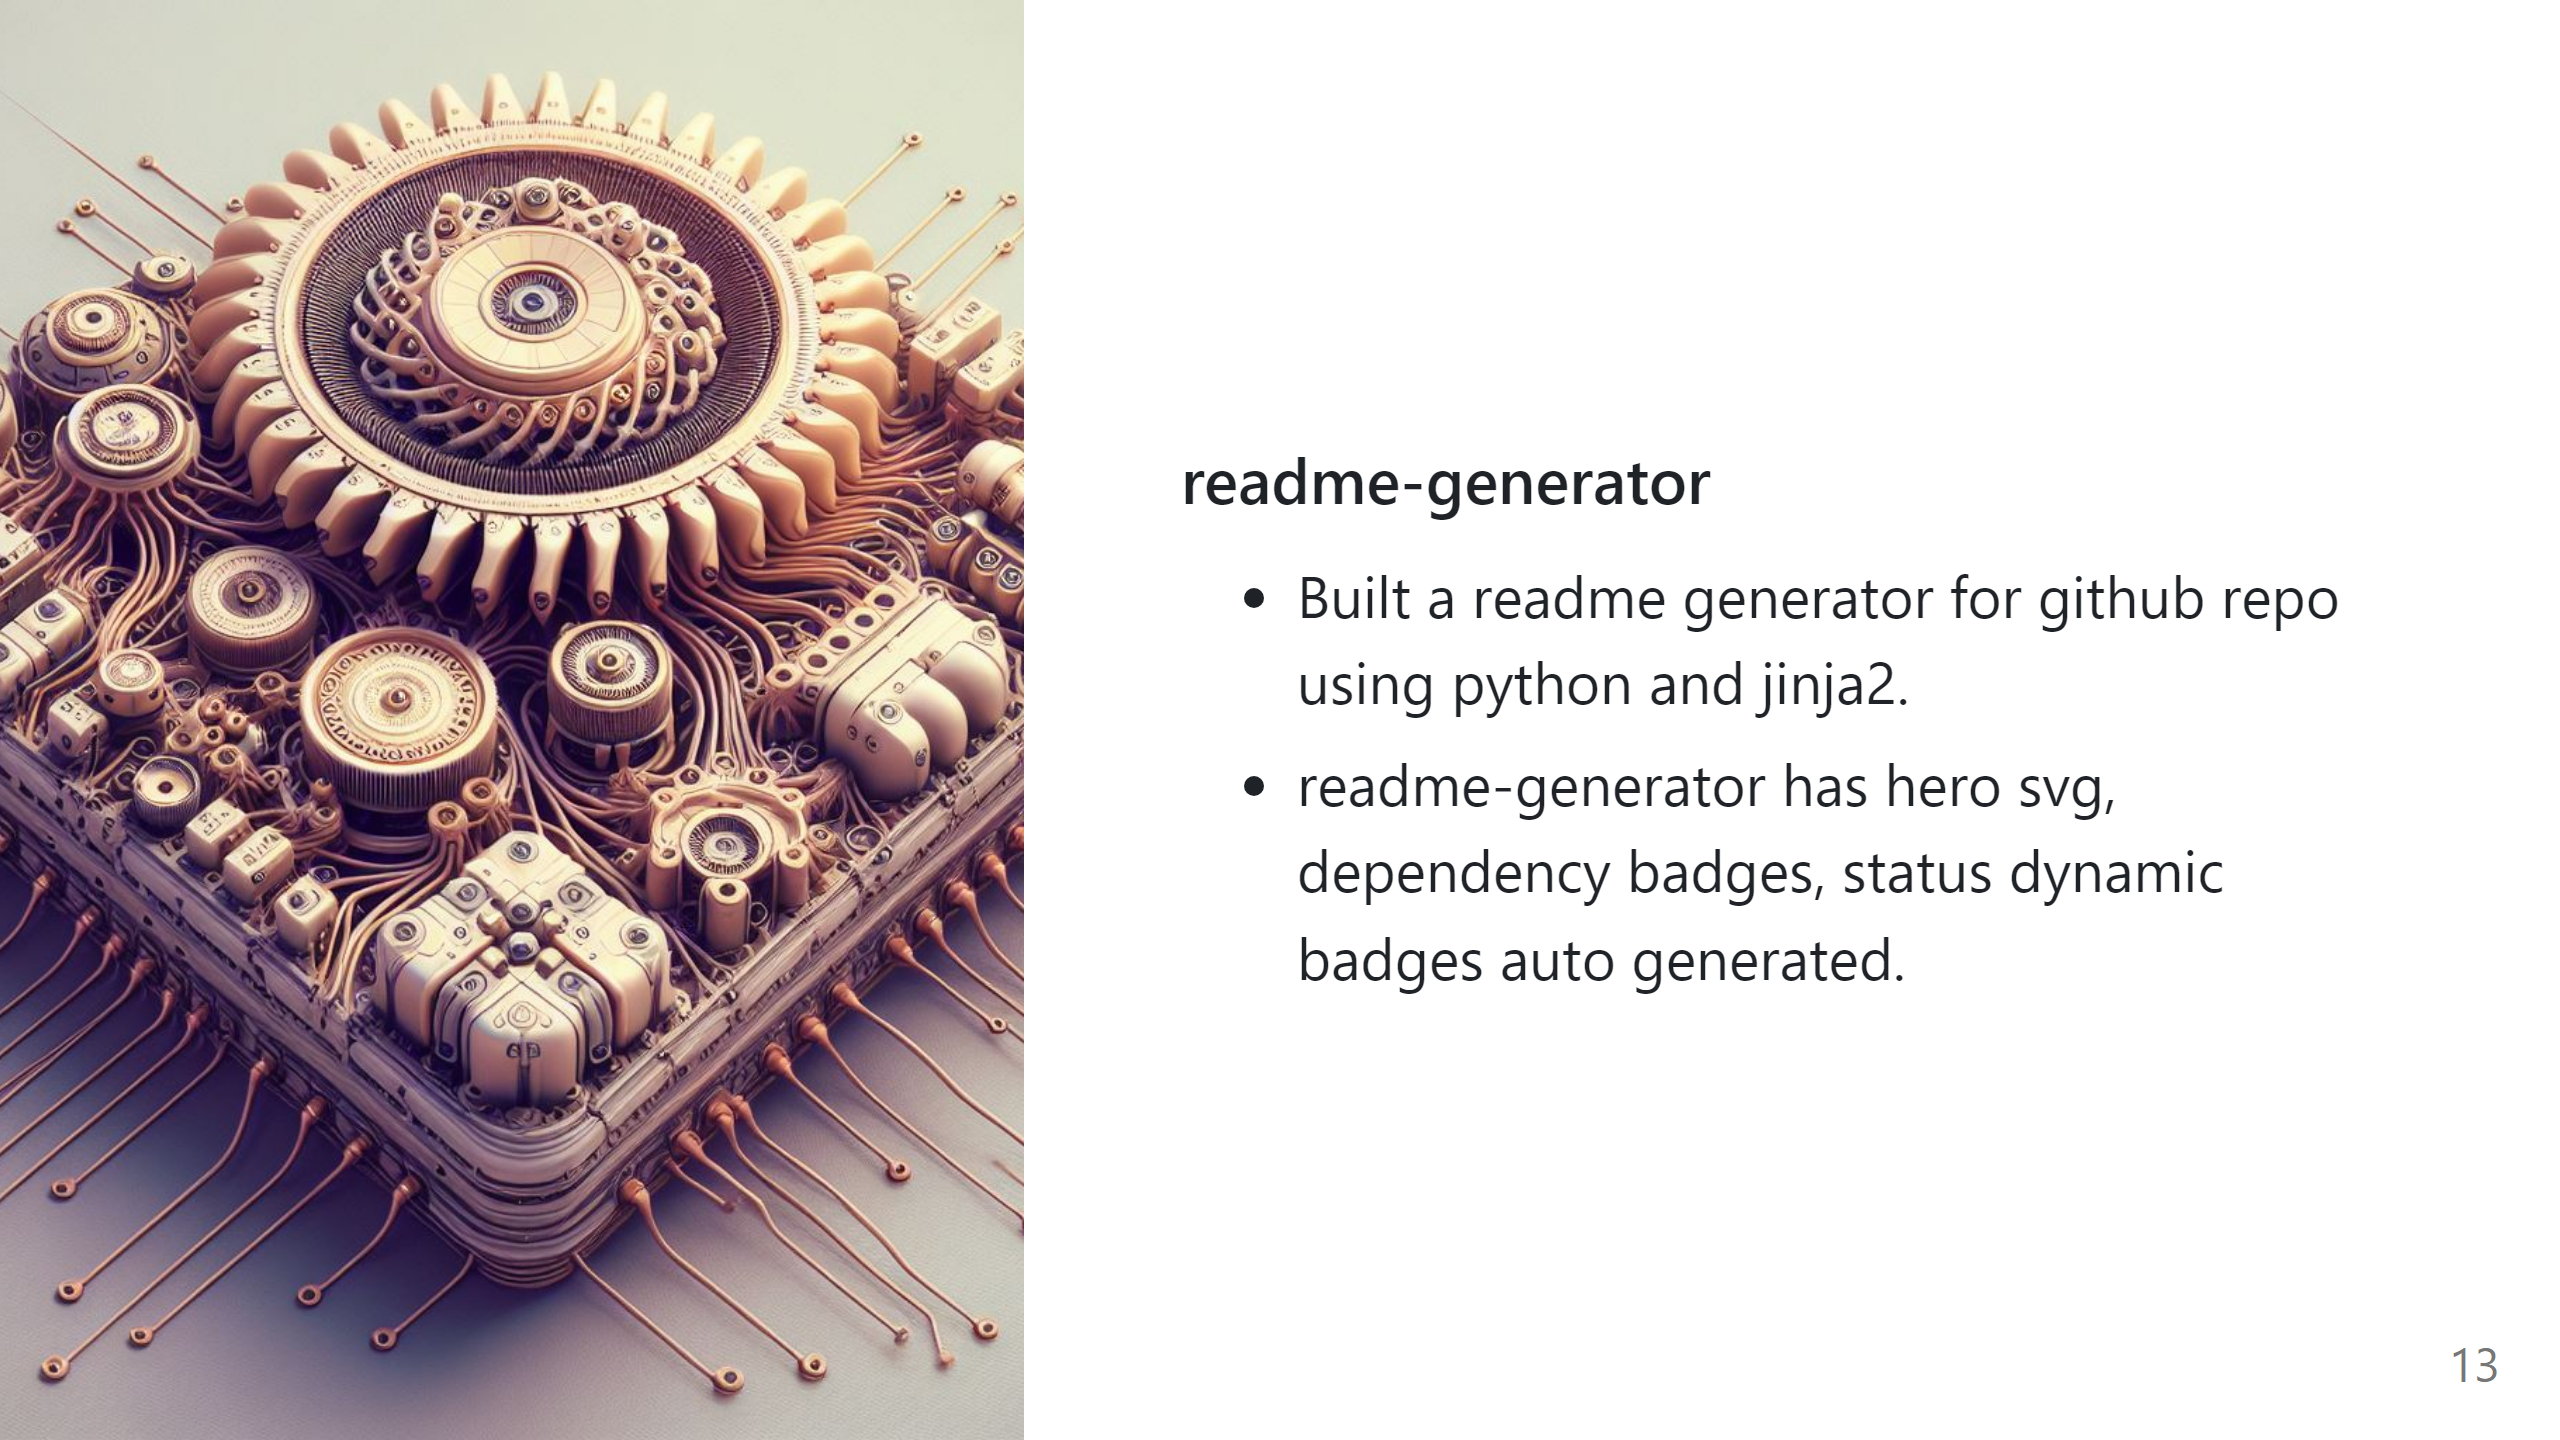 readme-generator
• Built a readme generator for github repo
using python and jinja2.
• readme-generator has hero svg,
dependency badges, status dynamic
badges auto generated.
13